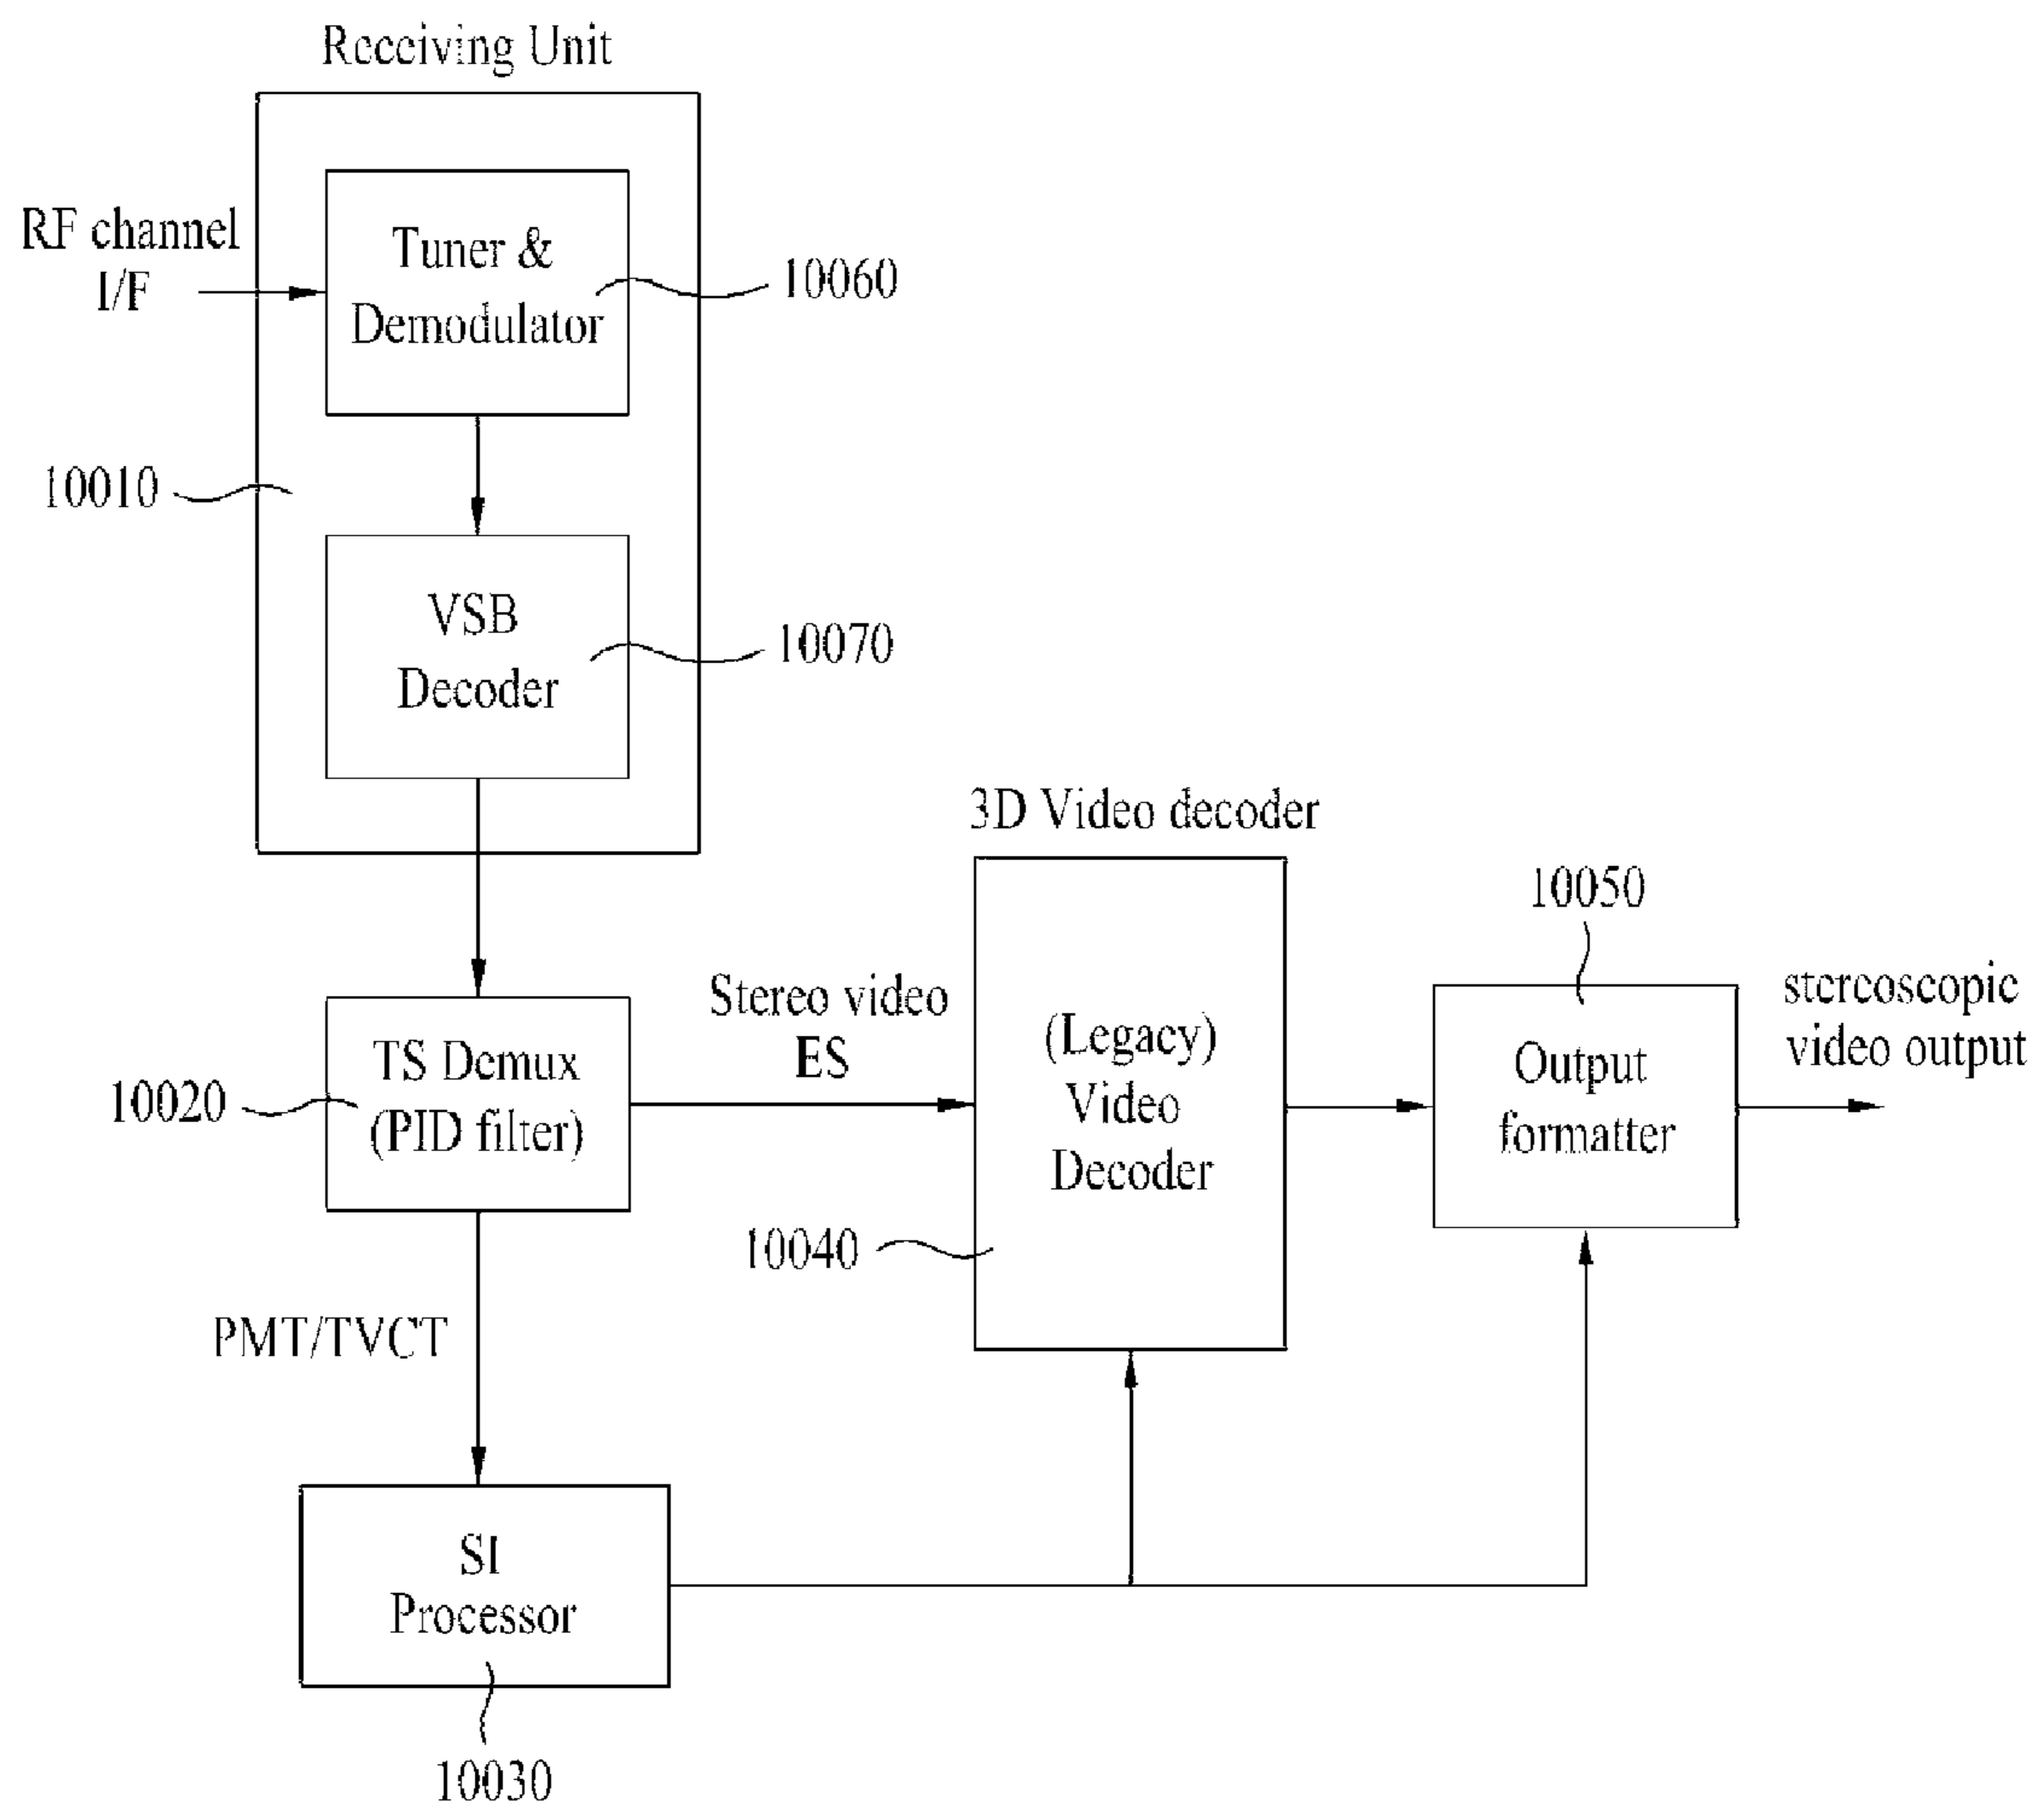 Receiving Unit
RF channel
I/F
Tuner &
Demodulator
10060
10010
VSB
Decoder
10070
3D Video decoder
10050
Stereo video
ES
stereoscopic
video output
TS Demux
(PID filter)
10020
(Legacy)
Video
Decoder
Output
formatter
10040
PMT/TVCT
SI
Processor
10030